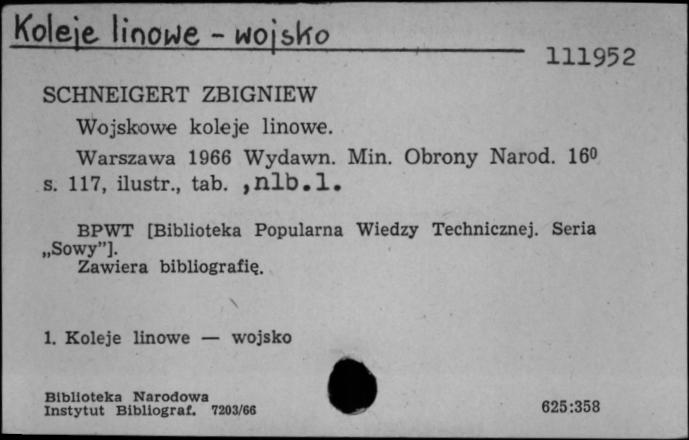 Koleje linowe - wojsko
111952
SCHNEIGERT ZBIGNIEW
Wojskowe koleje linowe.
Warszawa 1966 Wydawn. Min. Obrony Narod. 16⁰
s. 117, ilustr., tab. ,nlb.1.
BPWT [Biblioteka Popularna Wiedzy Technicznej. Seria
„Sowy”].
Zawiera bibliografię.
1. Koleje linowe — wojsko
Biblioteka Narodowa
Instytut Bibliograf. 7203/66
625:358